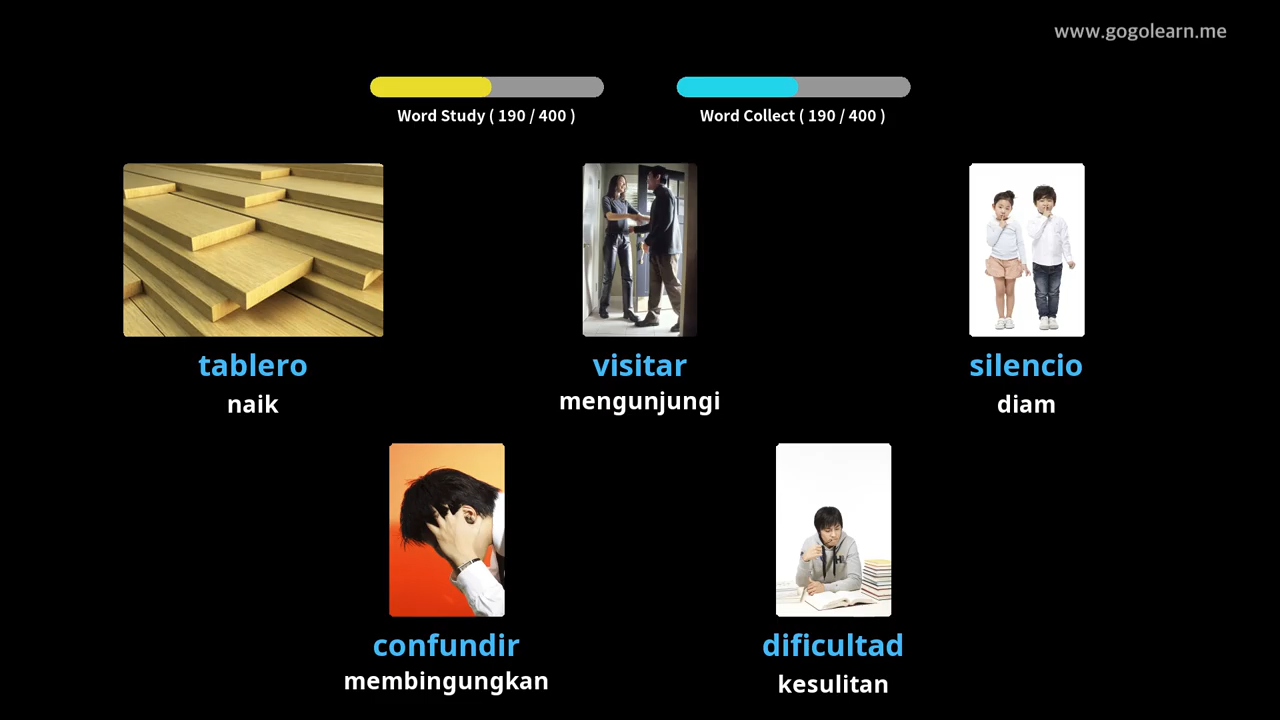 www.gogolearn.me
Word Study ( 190 / 400 )
Word Collect ( 190 / 400 )
tablero
naik
visitar
mengunjungi
silencio
diam
confundir
membingungkan
dificultad
kesulitan